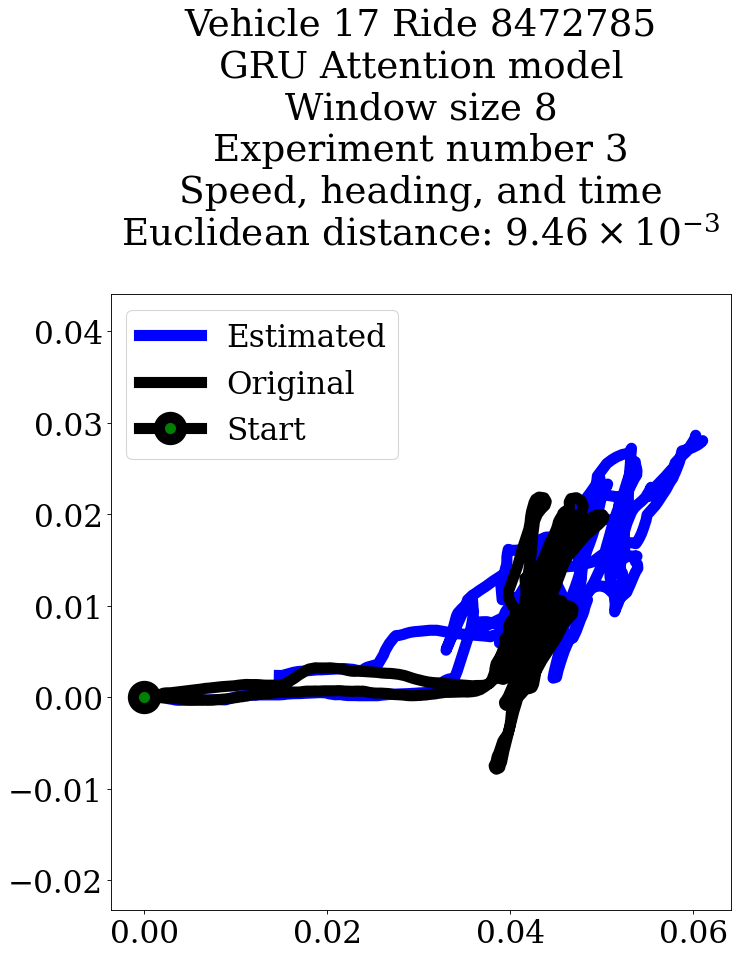 Vehicle 17 Ride 8472785
GRU Attention model
Window size 8
Experiment number 3
Speed, heading, and time
Euclidean distance: 9.46 × 10⁻³
Estimated
Original
Start
0.04
0.03
0.02
0.01
0.00
−0.01
−0.02
0.00 0.02 0.04 0.06